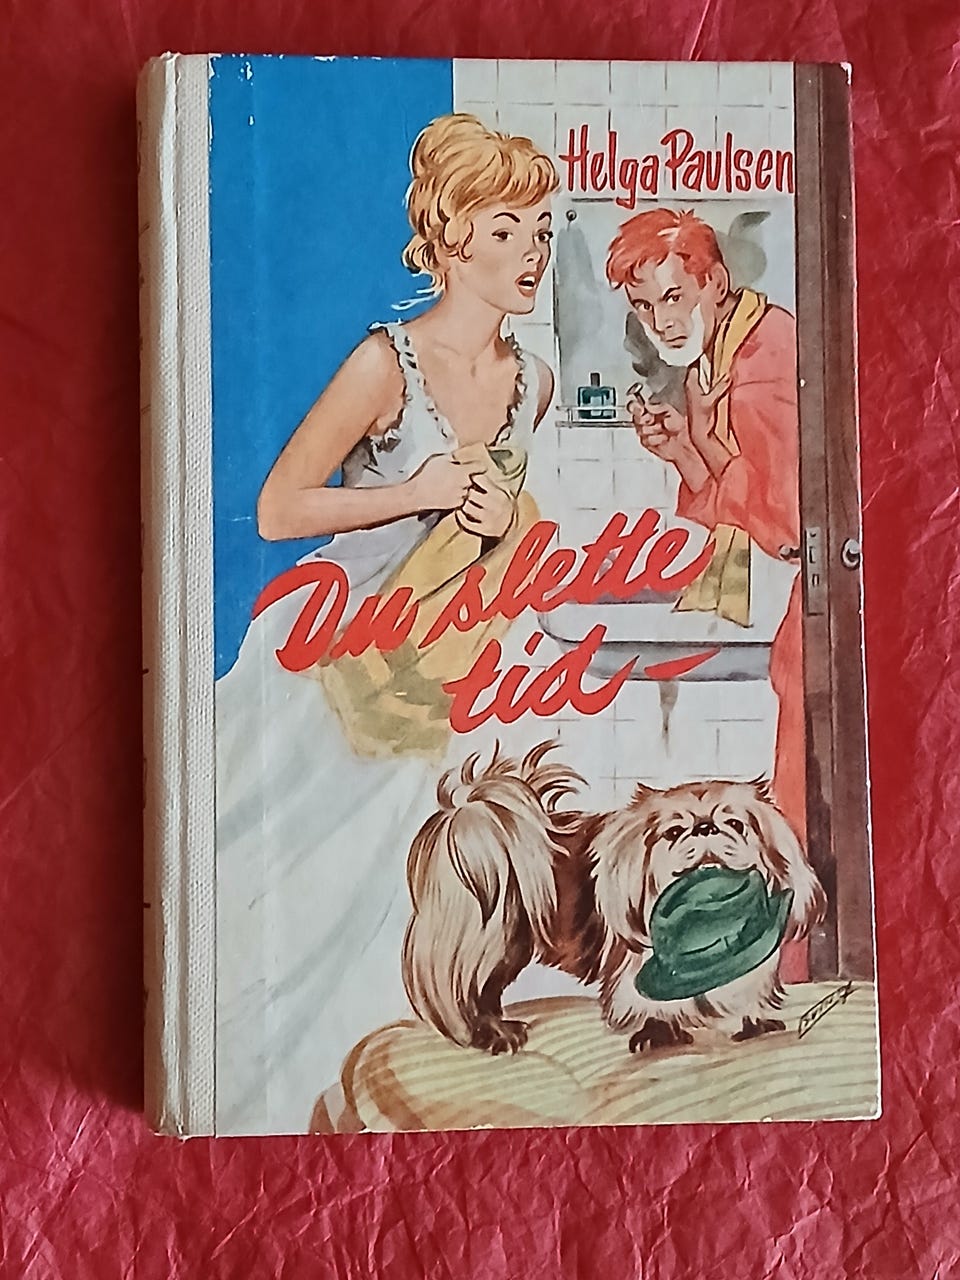 Helga Paulsen
Du slette
tid-